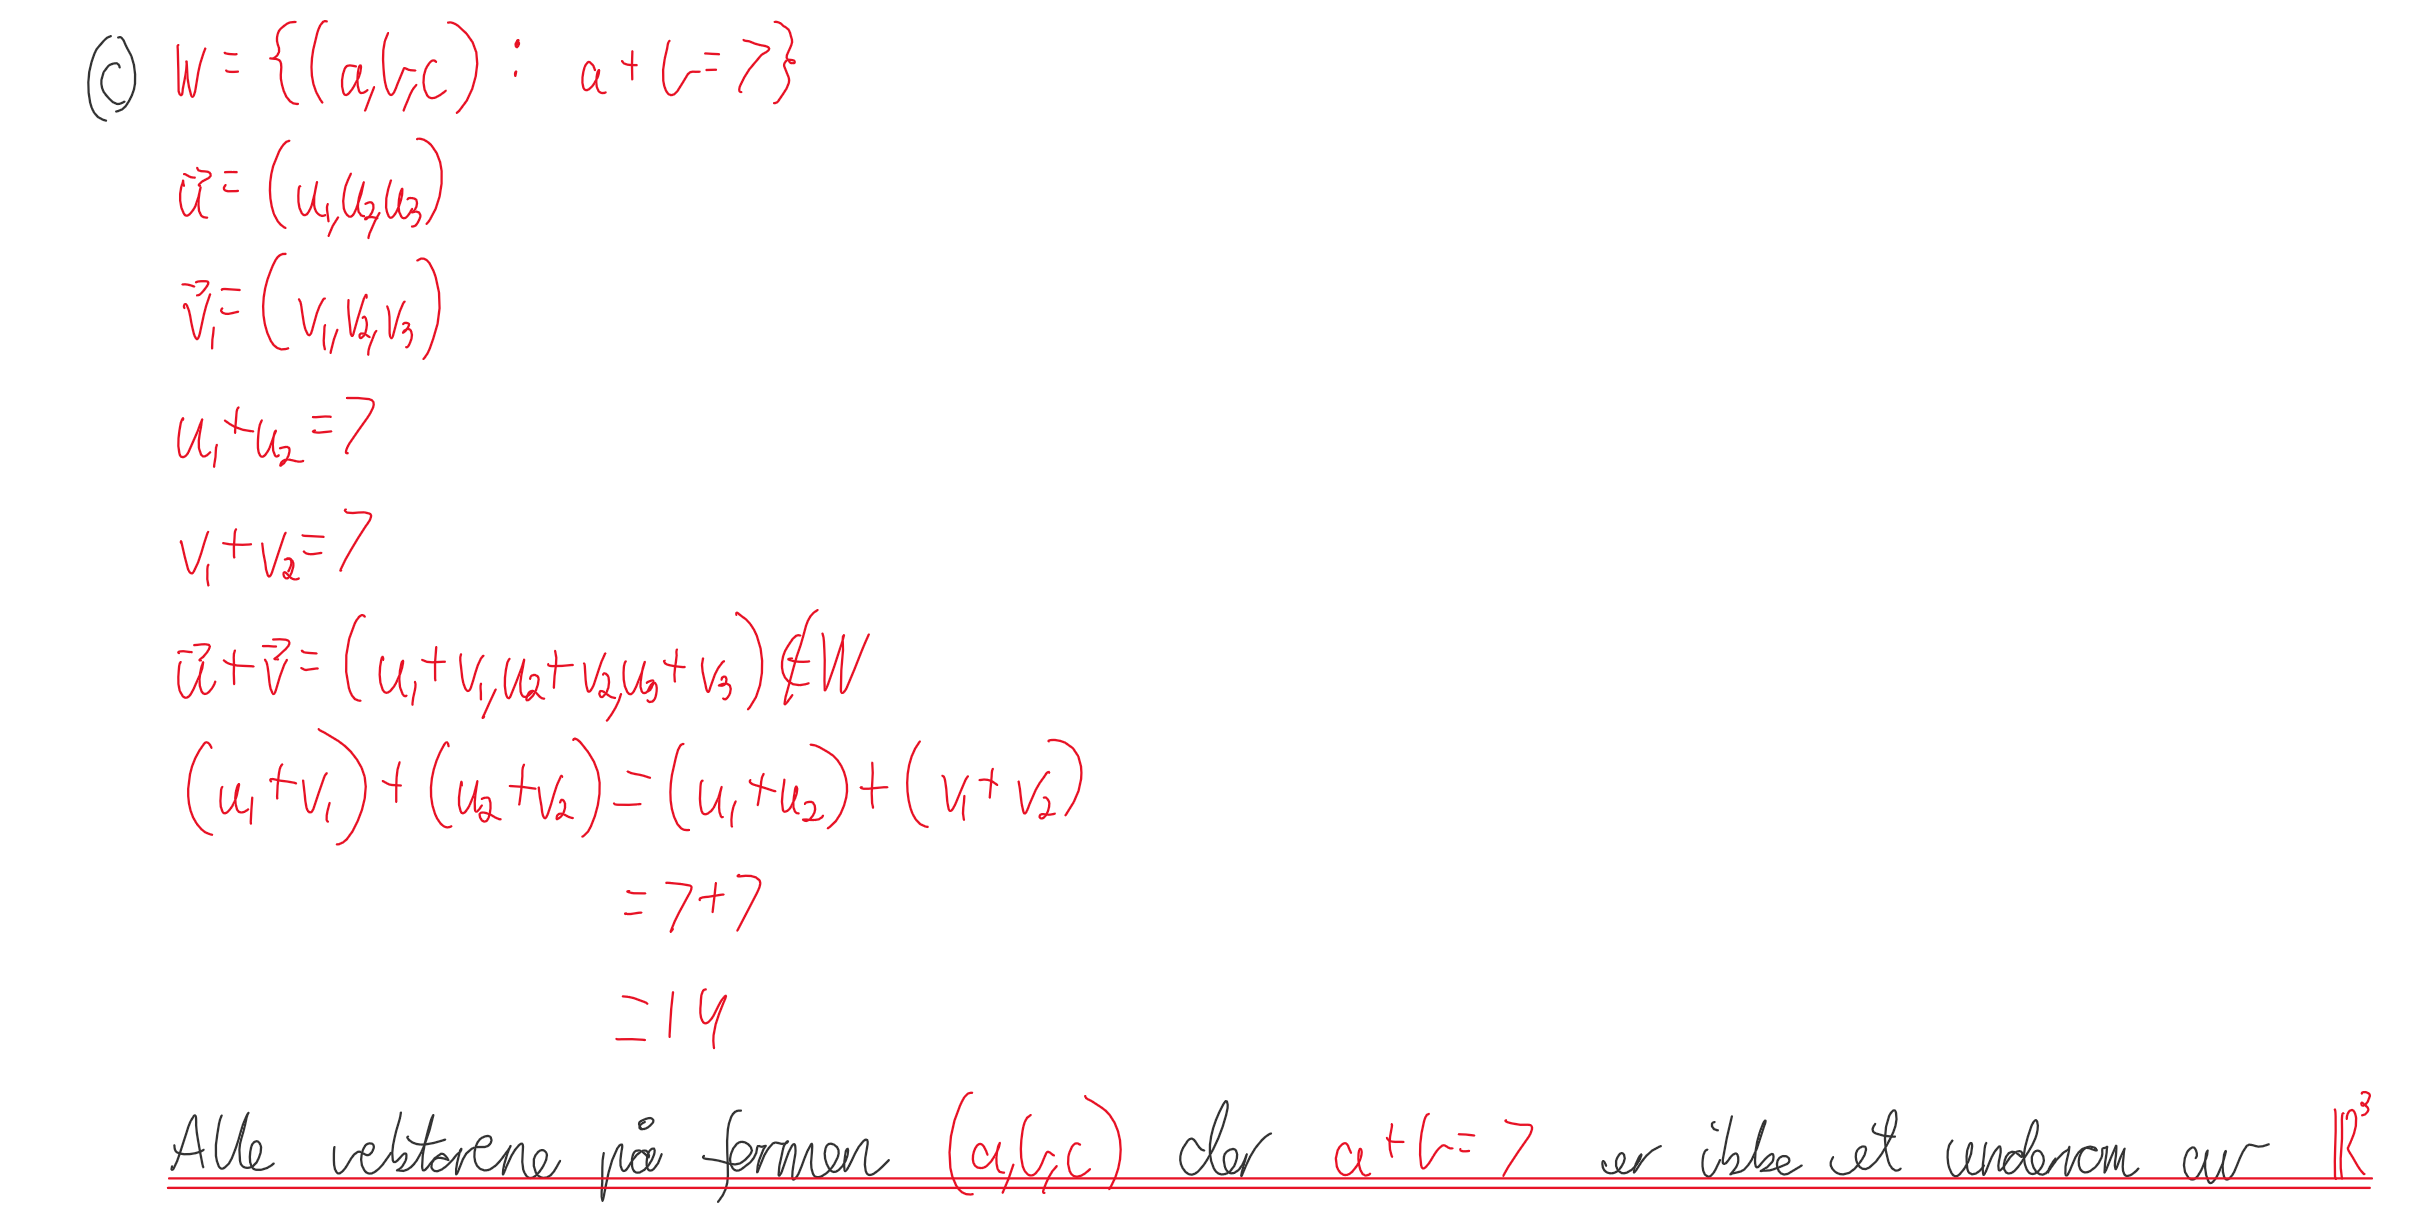 (c) W = {(a,b,c) : a + b = 7}
u⃗ = (u₁,u₂,u₃)
v⃗₁ = (v₁,v₂,v₃)
u₁+u₂=7
v₁+v₂=7
u⃗+v⃗ = (u₁+v₁,u₂+v₂,u₃+v₃) ∉ W
(u₁+v₁)+(u₂+v₂) = (u₁+u₂)+(v₁+v₂)
= 7+7
= 14
Alle vektorene på formen (a,b,c) der a+b=7 er ikke et underrom av ℝ³